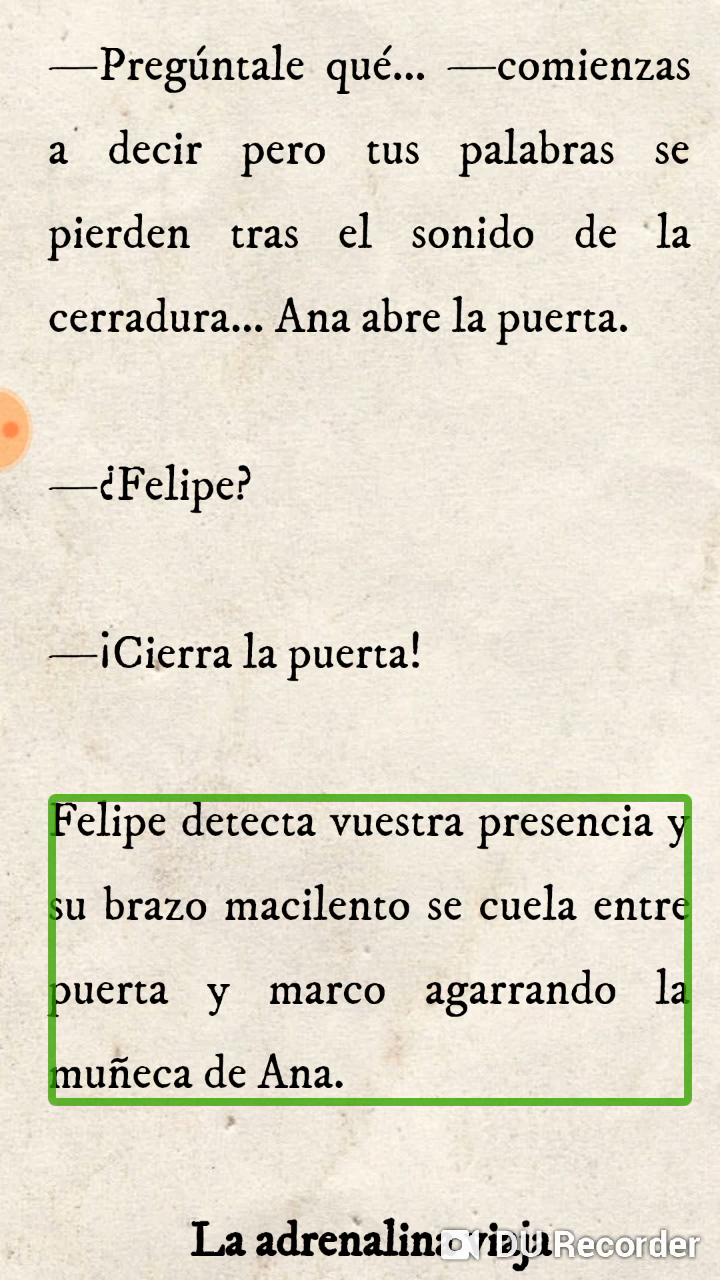 —Pregúntale qué... —comienzas
a decir pero tus palabras se
pierden tras el sonido de la
cerradura... Ana abre la puerta.
—¿Felipe?
—¡Cierra la puerta!
Felipe detecta vuestra presencia y
su brazo macilento se cuela entre
puerta y marco agarrando la
muñeca de Ana.
La adrenalina viaja
DU Recorder